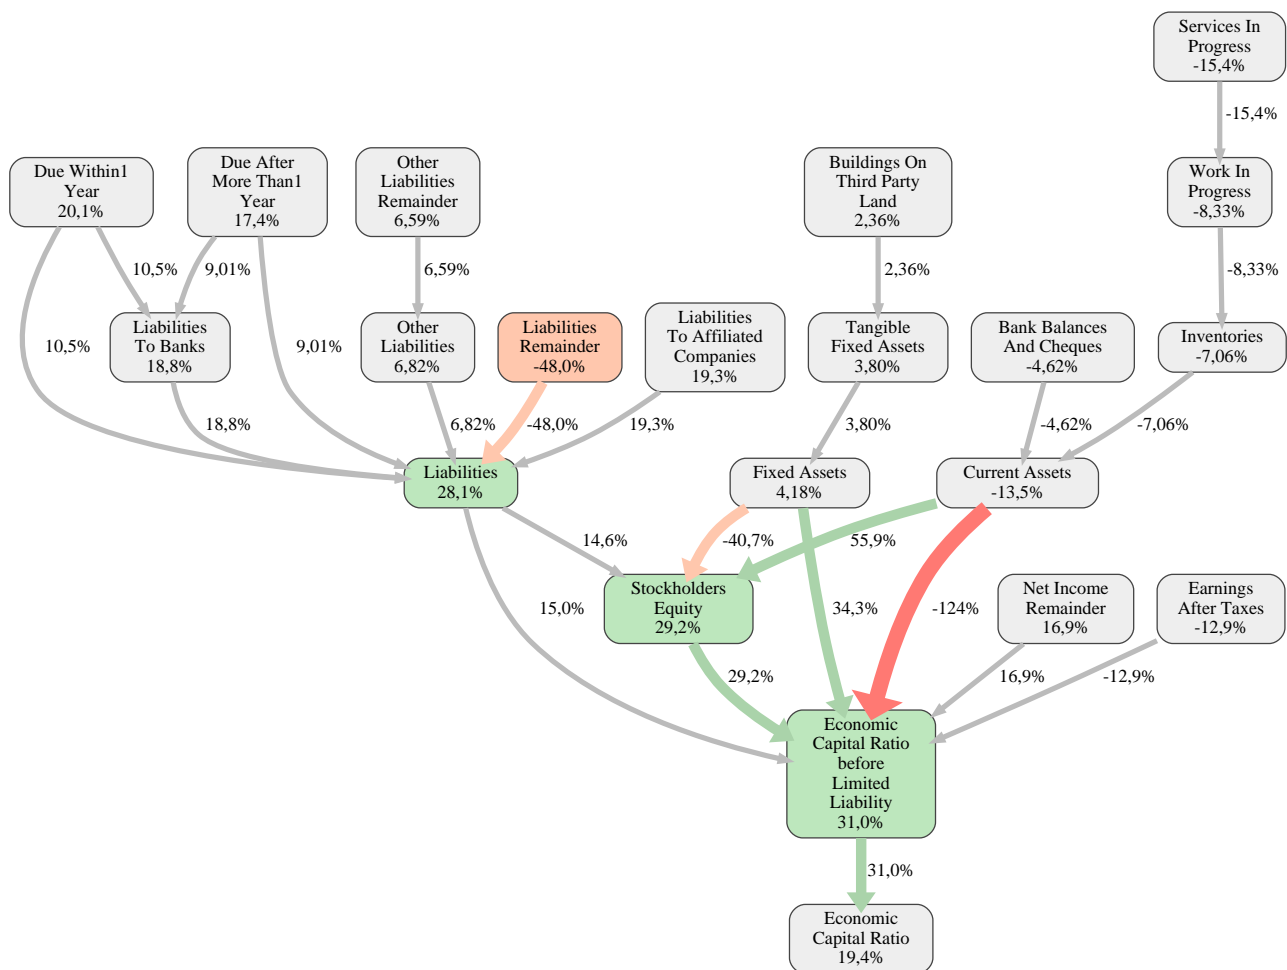 Services In
Progress
-15,4%
-15,4%
Due Within1
Year
20,1%
Due After
More Than1
Year
17,4%
Other
Liabilities
Remainder
6,59%
Buildings On
Third Party
Land
2,36%
Work In
Progress
-8,33%
10,5%
9,01%
6,59%
2,36%
-8,33%
Liabilities
To Banks
18,8%
Other
Liabilities
6,82%
Liabilities
Remainder
-48,0%
Liabilities
To Affiliated
Companies
19,3%
Tangible
Fixed Assets
3,80%
Bank Balances
And Cheques
-4,62%
Inventories
-7,06%
10,5%
9,01%
18,8%
6,82%
-48,0%
19,3%
3,80%
-4,62%
-7,06%
Liabilities
28,1%
Fixed Assets
4,18%
Current Assets
-13,5%
14,6%
-40,7%
55,9%
Stockholders
Equity
29,2%
Net Income
Remainder
16,9%
Earnings
After Taxes
-12,9%
15,0%
34,3%
-124%
29,2%
16,9%
-12,9%
Economic
Capital Ratio
before
Limited
Liability
31,0%
31,0%
Economic
Capital Ratio
19,4%